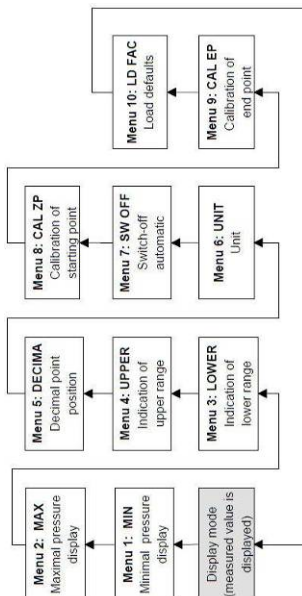 Display mode
(measured value is
displayed)
Menu 1: MIN
Minimal pressure
display
Menu 2: MAX
Maximal pressure
display
Menu 3: LOWER
Indication of
lower range
Menu 4: UPPER
Indication of
upper range
Menu 5: DECIMA
Decimal point
position
Menu 6: UNIT
Unit
Menu 7: SW OFF
Switch-off
automatic
Menu 8: CAL ZP
Calibration of
starting point
Menu 9: CAL EP
Calibration of
end point
Menu 10: LD FAC
Load defaults